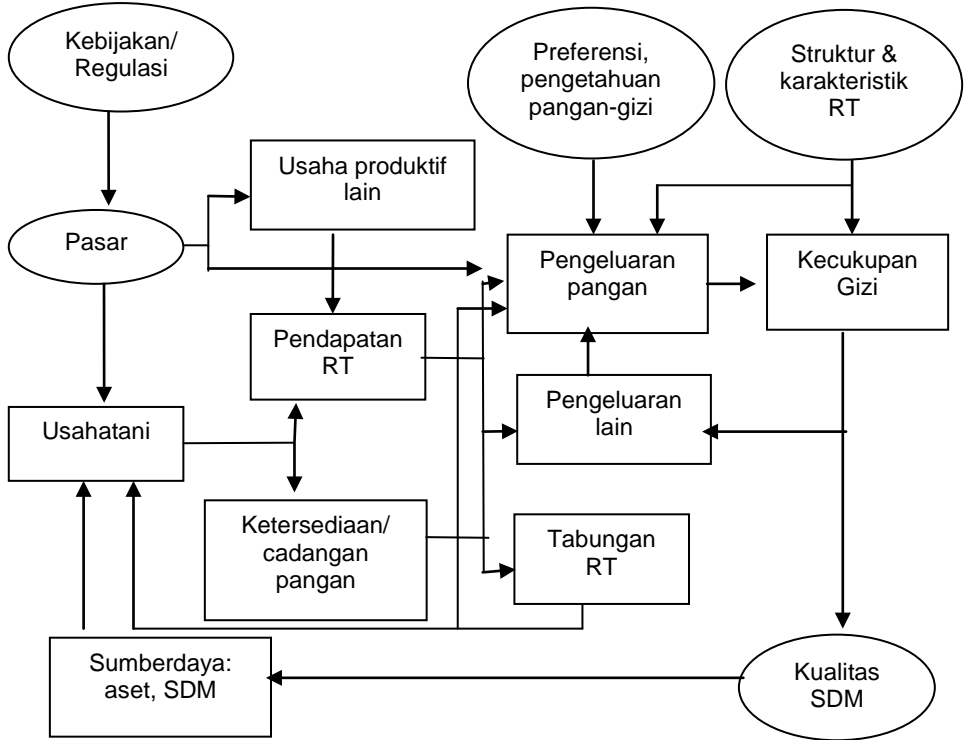 Kebijakan/
Regulasi
Preferensi,
pengetahuan
pangan-gizi
Struktur &
karakteristik
RT
Usaha produktif
lain
Pasar
Pengeluaran
pangan
Kecukupan
Gizi
Pendapatan
RT
Pengeluaran
lain
Usahatani
Ketersediaan/
cadangan
pangan
Tabungan
RT
Sumberdaya:
aset, SDM
Kualitas
SDM